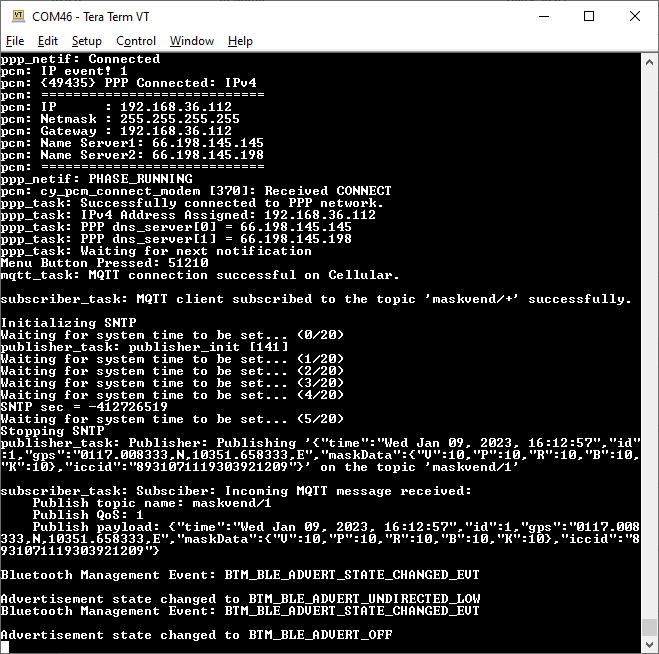 COM46 - Tera Term VT
File Edit Setup Control Window Help
ppp_netif: Connected
pcm: IP event! 1
pcm: {49435} PPP Connected: IPv4
pcm: ===========================
pcm: IP      : 192.168.36.112
pcm: Netmask : 255.255.255.255
pcm: Gateway : 192.168.36.112
pcm: Name Server1: 66.198.145.145
pcm: Name Server2: 66.198.145.198
pcm: ===========================
ppp_netif: PHASE_RUNNING
pcm: cy_pcm_connect_modem [370]: Received CONNECT
ppp_task: Successfully connected to PPP network.
ppp_task: IPv4 Address Assigned: 192.168.36.112
ppp_task: PPP dns_server[0] = 66.198.145.145
ppp_task: PPP dns_server[1] = 66.198.145.198
ppp_task: Waiting for next notification
Menu Button Pressed: 51210
mqtt_task: MQTT connection successful on Cellular.
subscriber_task: MQTT client subscribed to the topic 'maskvend/+' successfully.
Initializing SNTP
Waiting for system time to be set... (0/20)
publisher_task: publisher_init [141]
Waiting for system time to be set... (1/20)
Waiting for system time to be set... (2/20)
Waiting for system time to be set... (3/20)
Waiting for system time to be set... (4/20)
SNTP sec = -412726519
Waiting for system time to be set... (5/20)
Stopping SNTP
publisher_task: Publisher: Publishing '{"time":"Wed Jan 09, 2023, 16:12:57","id"
:1,"gps":"0117.008333,N,10351.658333,E","maskData":{"V":10,"P":10,"R":10,"B":10,
"K":10},"iccid":"8931071119303921209"}' on the topic 'maskvend/1'
subscriber_task: Subsciber: Incoming MQTT message received:
    Publish topic name: maskvend/1
    Publish QoS: 1
    Publish payload: {"time":"Wed Jan 09, 2023, 16:12:57","id":1,"gps":"0117.008
333,N,10351.658333,E","maskData":{"V":10,"P":10,"R":10,"B":10,"K":10},"iccid":"8
931071119303921209"}
Bluetooth Management Event: BTM_BLE_ADVERT_STATE_CHANGED_EVT
Advertisement state changed to BTM_BLE_ADVERT_UNDIRECTED_LOW
Bluetooth Management Event: BTM_BLE_ADVERT_STATE_CHANGED_EVT
Advertisement state changed to BTM_BLE_ADVERT_OFF